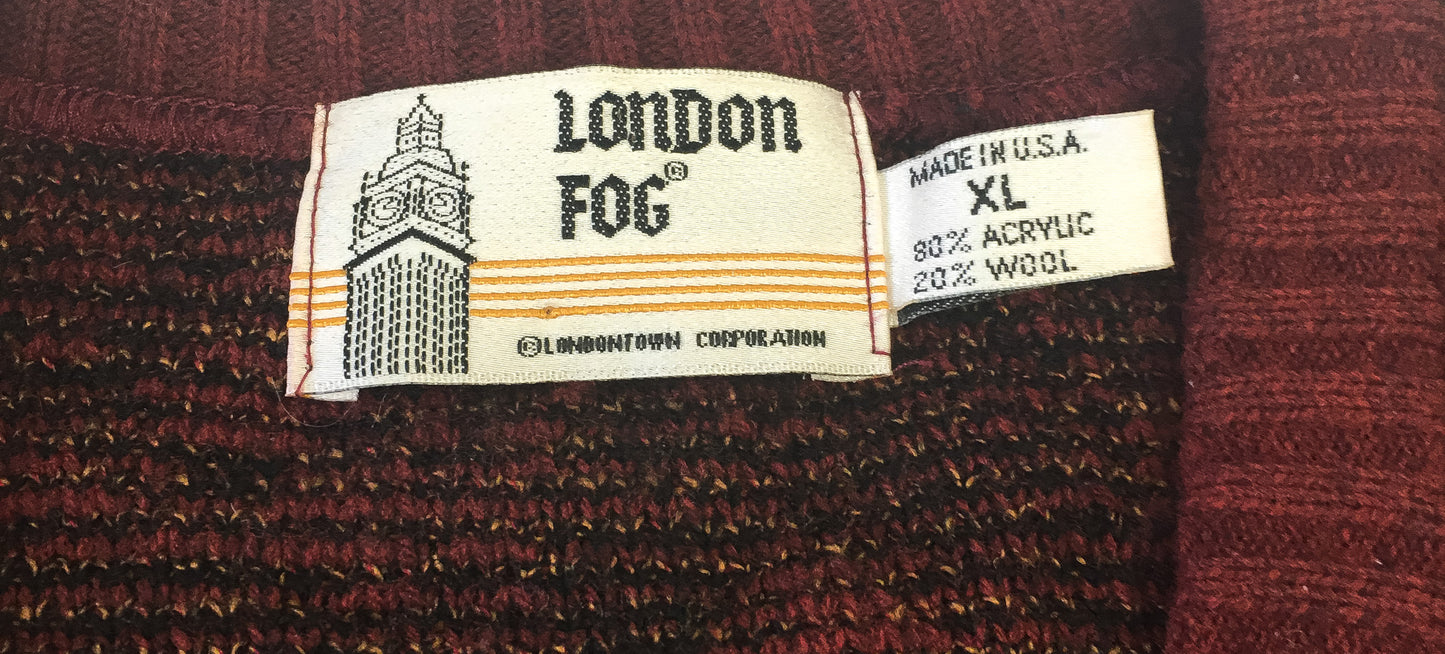 LONDON
FOG®
©LONDONTOWN CORPORATION
MADE IN U.S.A.
XL
80% ACRYLIC
20% WOOL